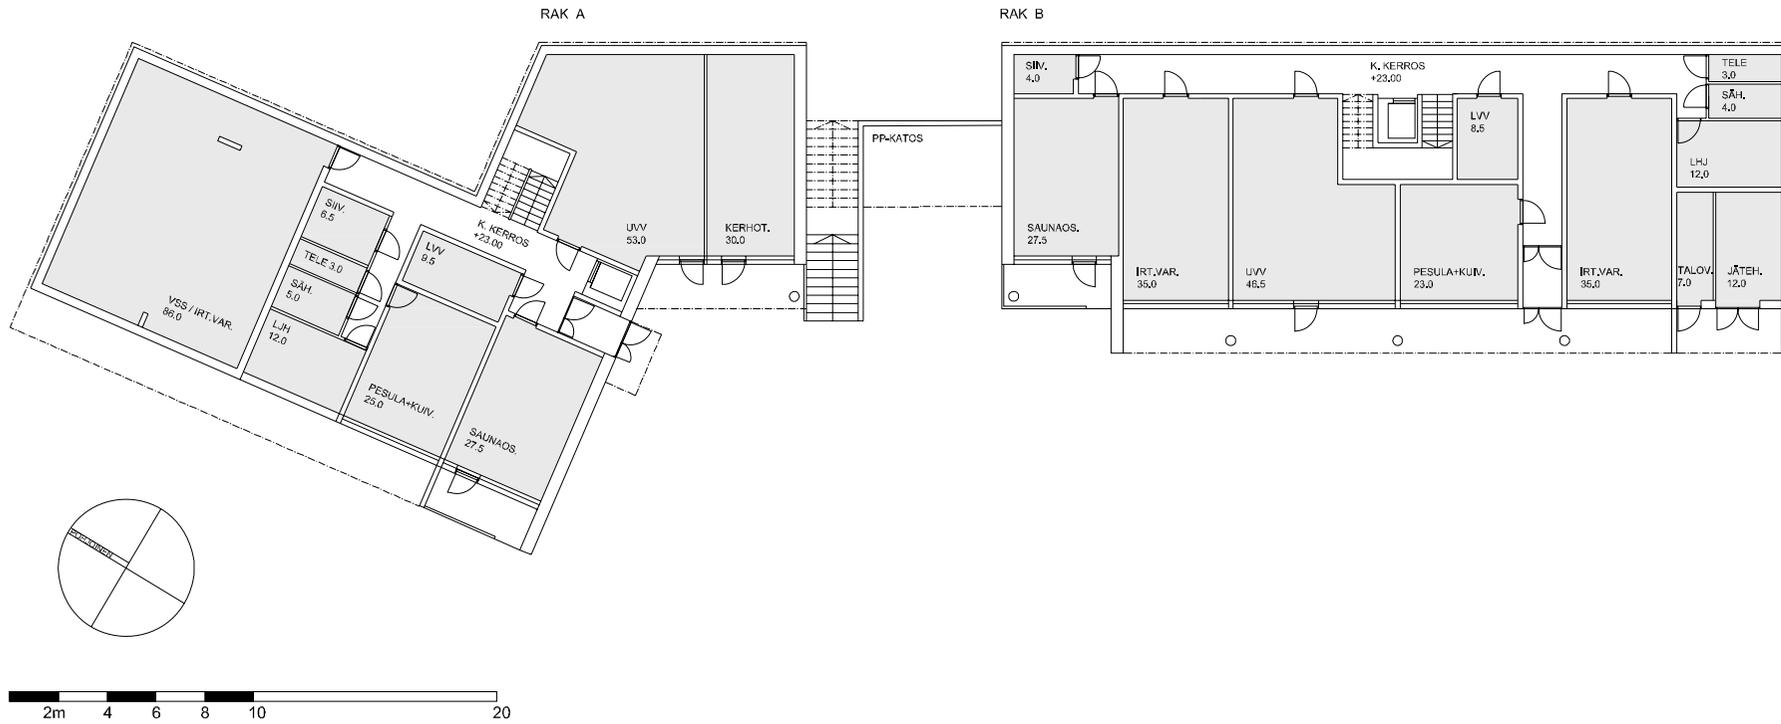 RAK A
RAK B
SIIV.
4.0
K. KERROS
+23.00
TELE
3.0
SÄH.
4.0
PP-KATOS
LVV
8.5
LHJ
12.0
SIIV.
6.5
K. KERROS
+23.00
UVV
53.0
KERHOT.
30.0
SAUNAOS.
27.5
LVV
9.5
TELE 3.0
SÄH.
5.0
IRT.VAR.
35.0
UVV
46.5
PESULA+KUIV.
23.0
IRT.VAR.
35.0
TALOV.
7.0
JÄTEH.
12.0
VSS / IRT.VAR.
86.0
LJH
12.0
PESULA+KUIV.
25.0
SAUNAOS.
27.5
POHJOINEN
2m 4 6 8 10 20